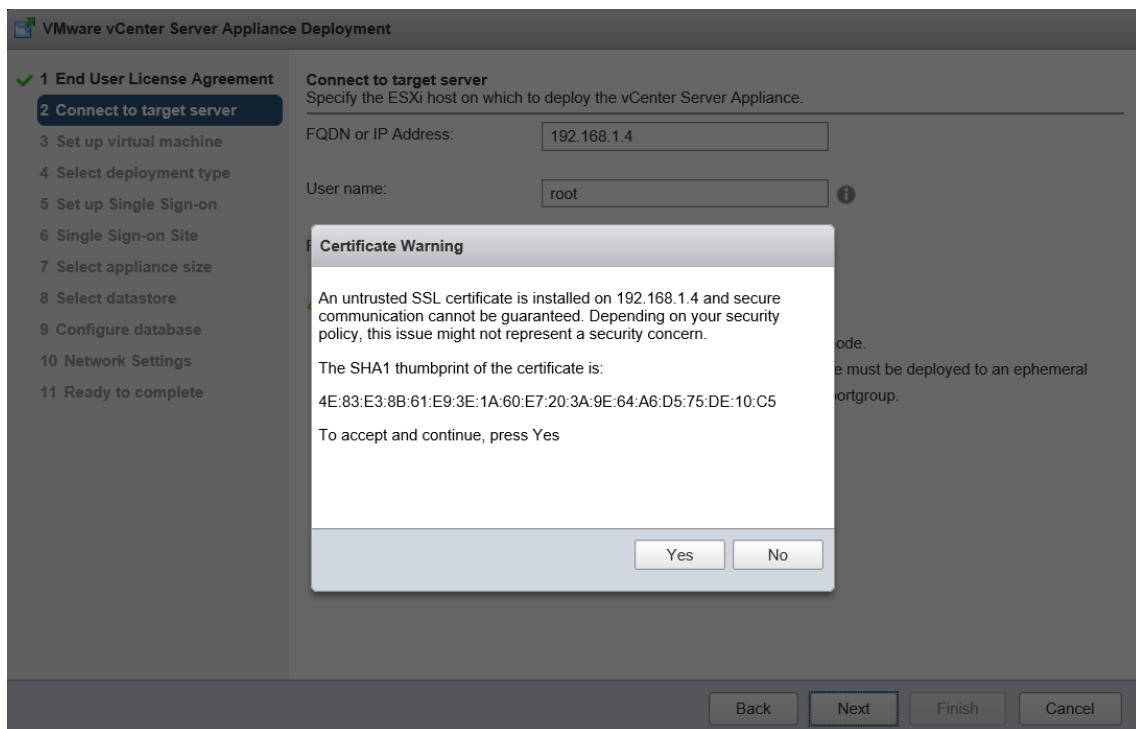 VMware vCenter Server Appliance Deployment
1 End User License Agreement
2 Connect to target server
3 Set up virtual machine
4 Select deployment type
5 Set up Single Sign-on
6 Single Sign-on Site
7 Select appliance size
8 Select datastore
9 Configure database
10 Network Settings
11 Ready to complete
Connect to target server
Specify the ESXi host on which to deploy the vCenter Server Appliance.
FQDN or IP Address:
192.168.1.4
User name:
root
Certificate Warning
An untrusted SSL certificate is installed on 192.168.1.4 and secure
communication cannot be guaranteed. Depending on your security
policy, this issue might not represent a security concern.
The SHA1 thumbprint of the certificate is:
4E:83:E3:8B:61:E9:3E:1A:60:E7:20:3A:9E:64:A6:D5:75:DE:10:C5
To accept and continue, press Yes
Yes
No
must be deployed to an ephemeral
Back
Next
Finish
Cancel